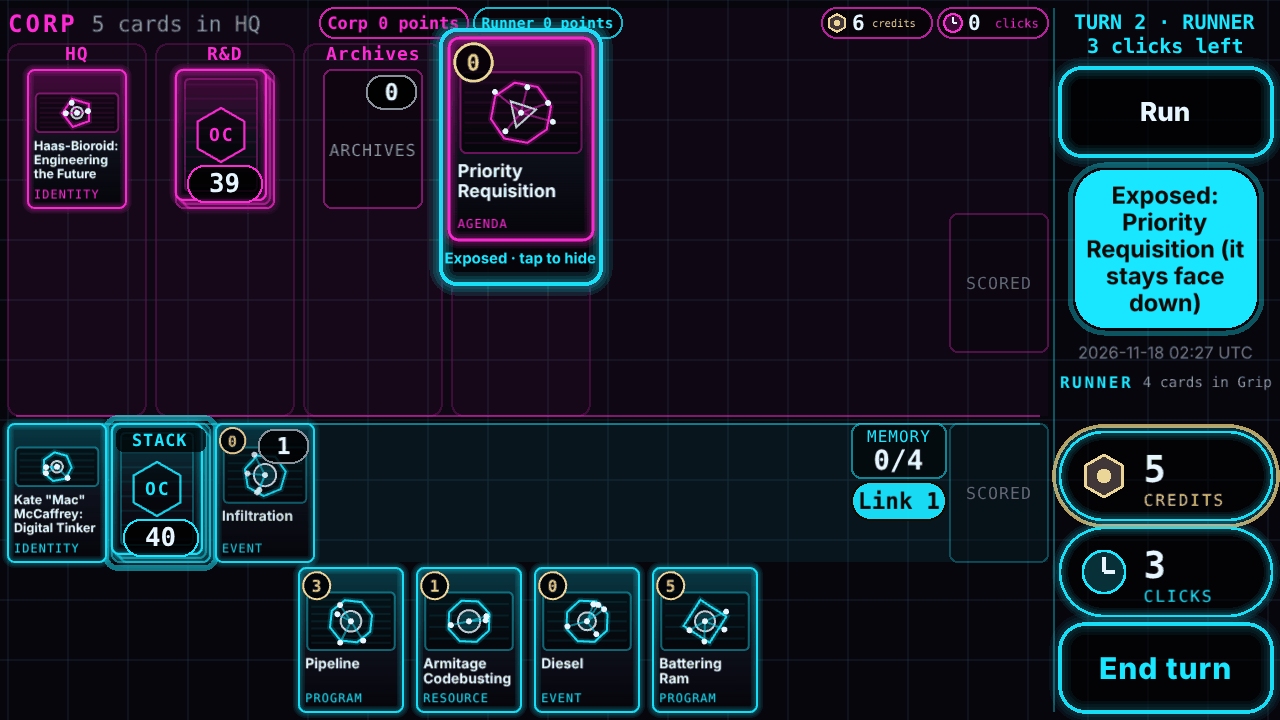 CORP 5 cards in HQ
Corp 0 points
Runner 0 points
6 credits
0 clicks
TURN 2 · RUNNER
3 clicks left
HQ
R&D
Archives
Haas-Bioroid:
Engineering
the Future
IDENTITY
OC
39
0
ARCHIVES
0
Priority
Requisition
AGENDA
Exposed · tap to hide
SCORED
Run
Exposed:
Priority
Requisition (it
stays face
down)
2026-11-18 02:27 UTC
RUNNER 4 cards in Grip
Kate "Mac"
McCaffrey:
Digital Tinker
IDENTITY
STACK
OC
40
0
1
Infiltration
EVENT
MEMORY
0/4
Link 1
SCORED
5
CREDITS
3
CLICKS
End turn
3
Pipeline
PROGRAM
1
Armitage
Codebusting
RESOURCE
0
Diesel
EVENT
5
Battering
Ram
PROGRAM